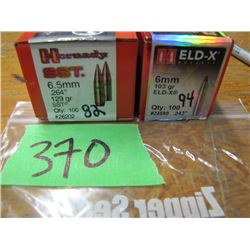 Hornady
SST
6.5mm
.264"
129 gr
SST
Qty: 100
#26202
82
H
ELD-X
6mm
103 gr
ELD-X®
Qty: 100
.243"
94
370
Zipper Se